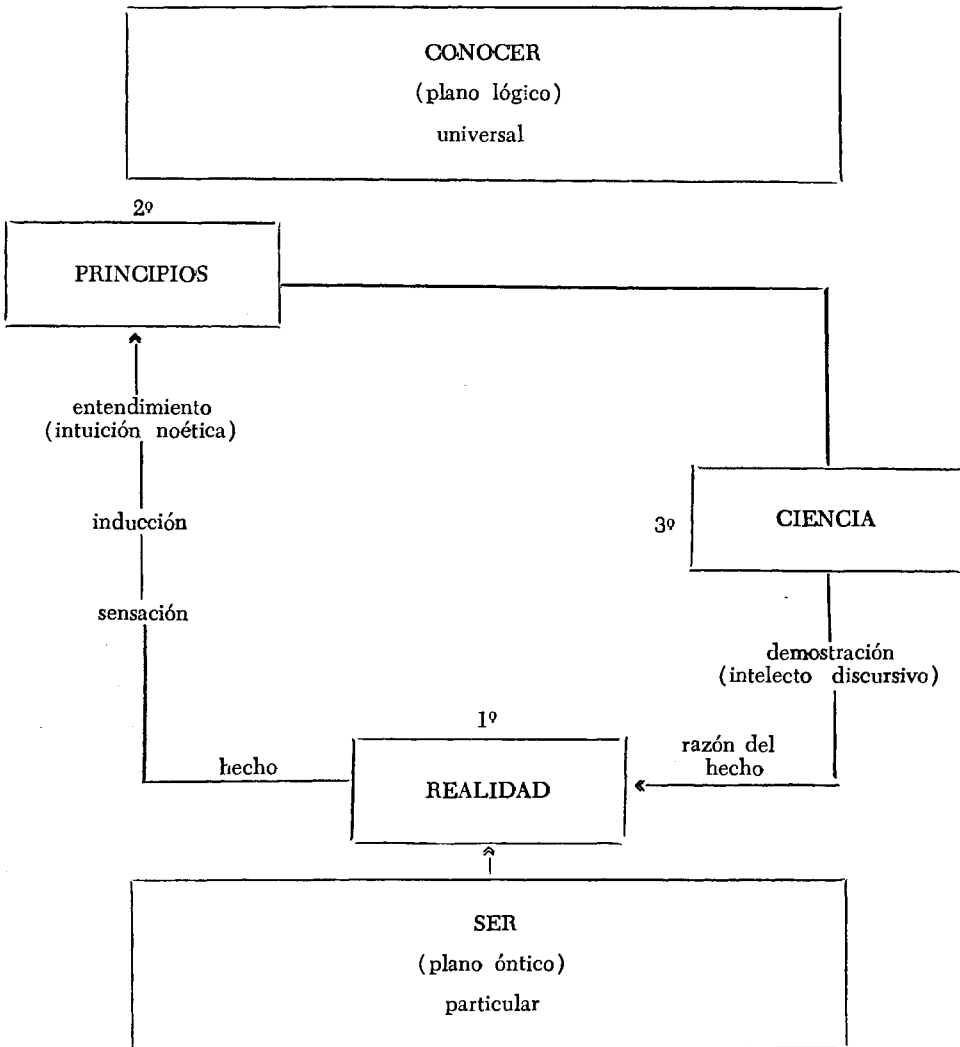 CONOCER
(plano lógico)
universal
2º
PRINCIPIOS
entendimiento
(intuición noética)
inducción
sensación
3º
CIENCIA
demostración
(intelecto discursivo)
1º
hecho
REALIDAD
razón del
hecho
SER
(plano óntico)
particular